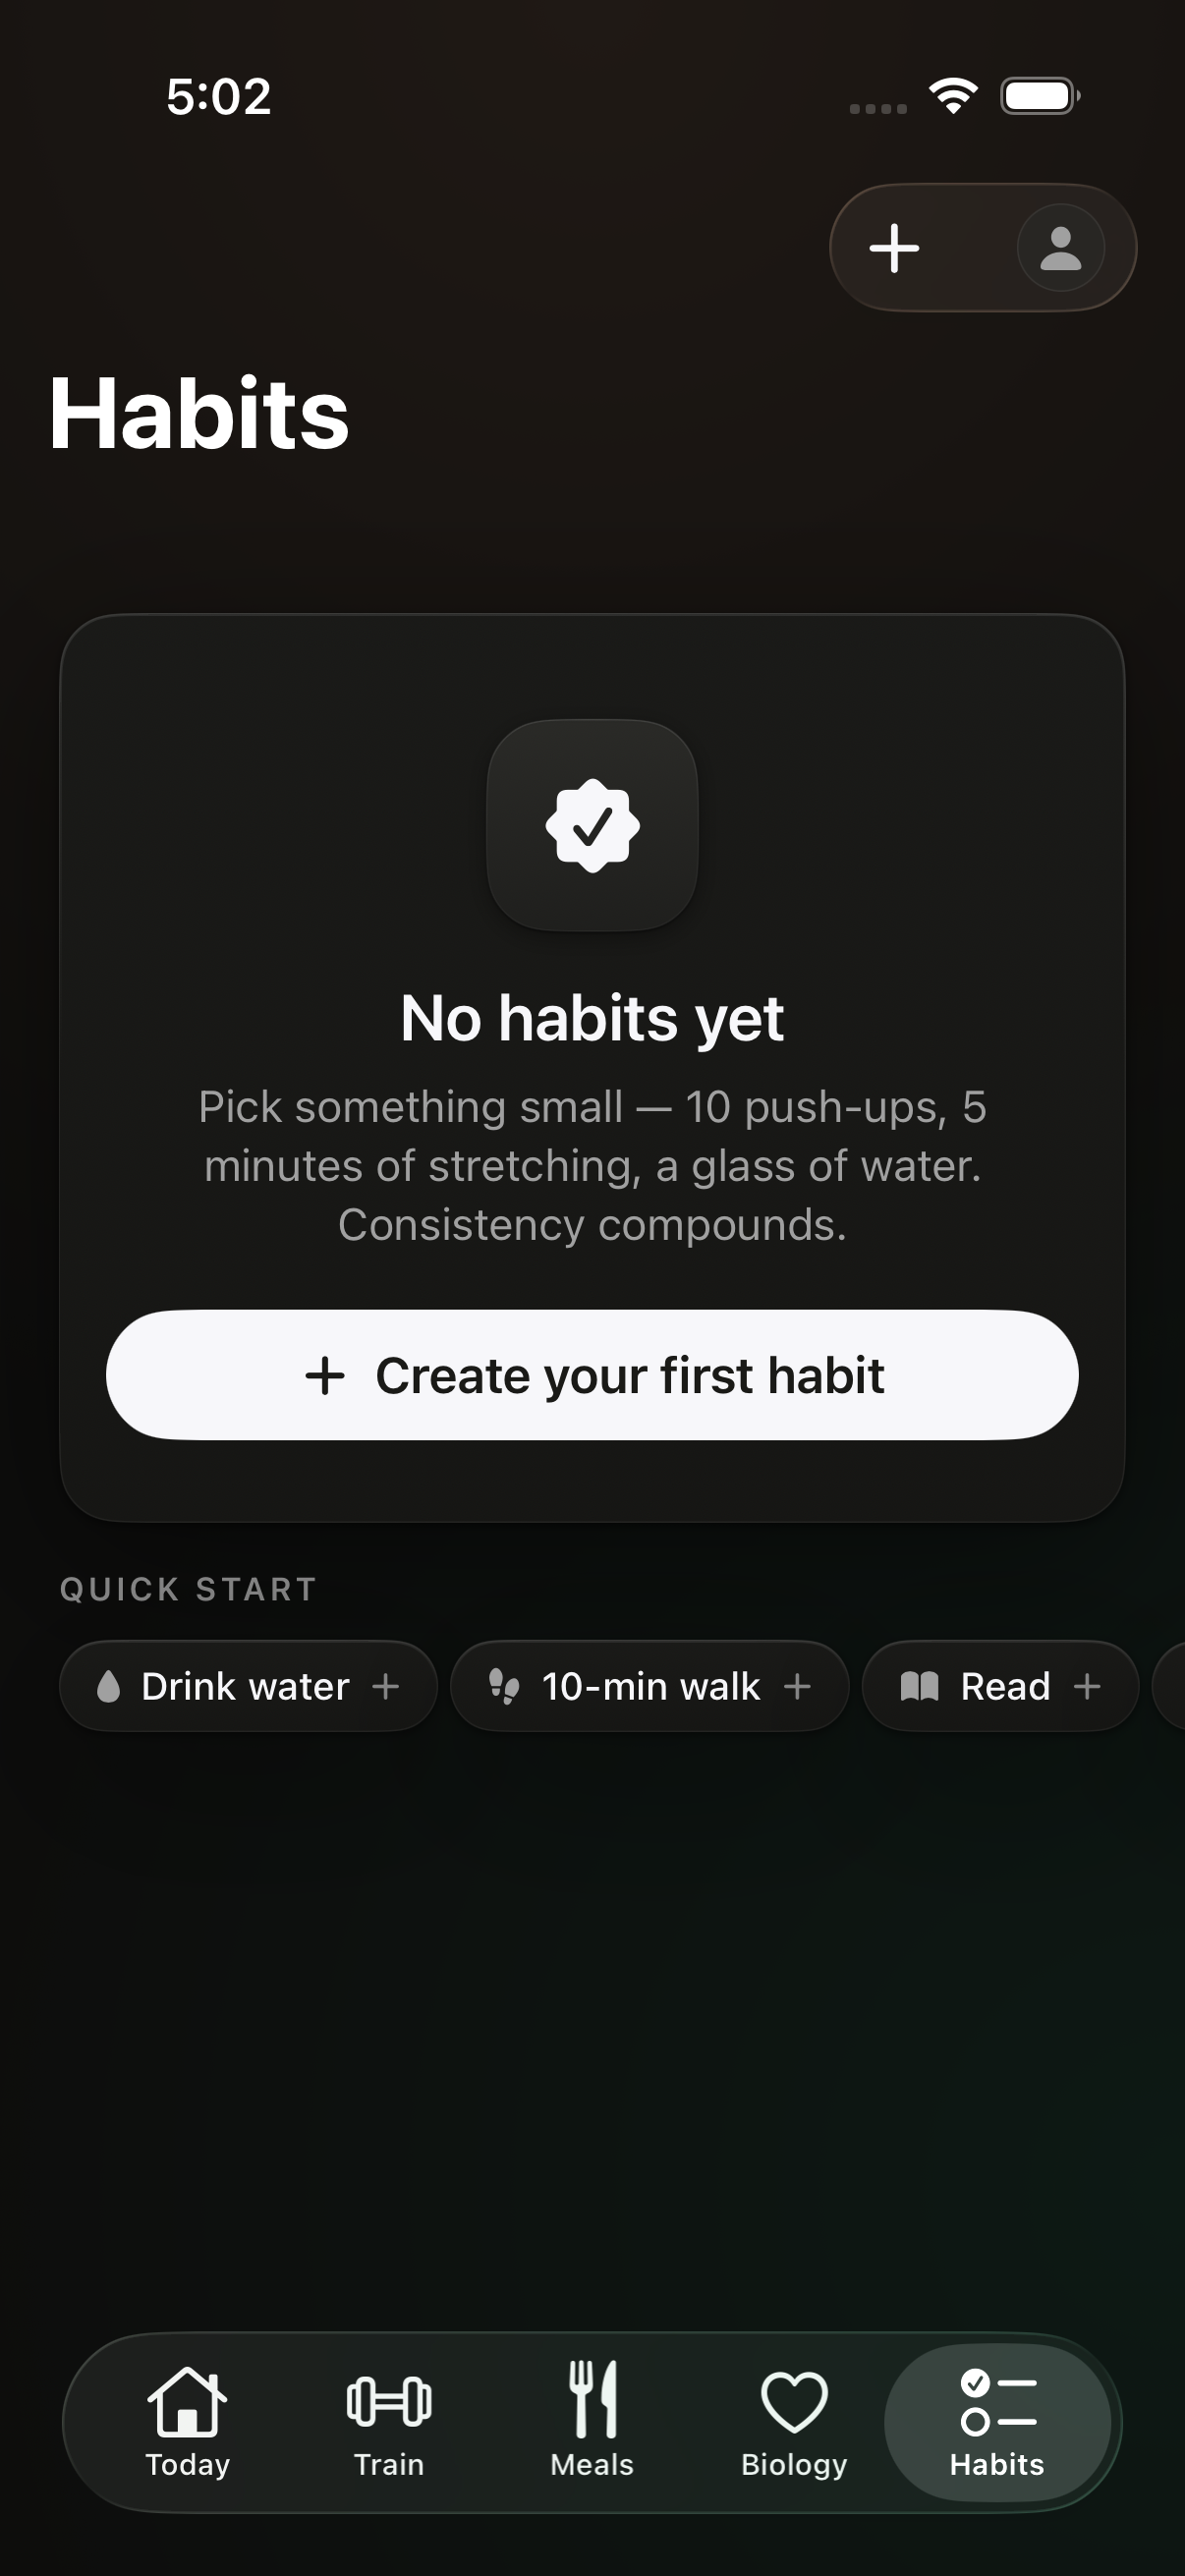 5:02
Habits
No habits yet
Pick something small — 10 push-ups, 5
minutes of stretching, a glass of water.
Consistency compounds.
Create your first habit
QUICK START
Drink water
10-min walk
Read
Today
Train
Meals
Biology
Habits